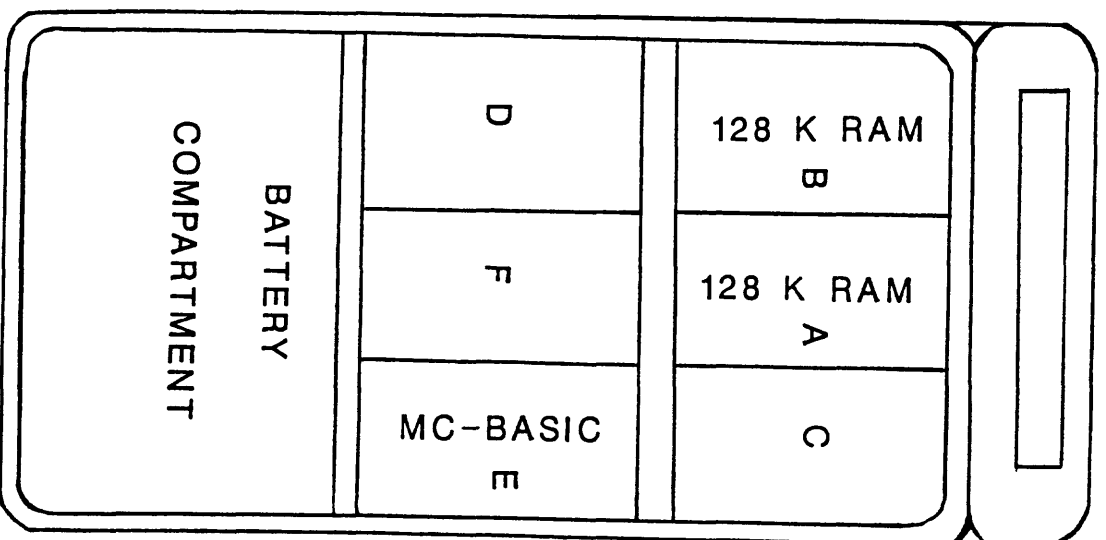 BATTERY
COMPARTMENT
D
F
MC-BASIC
E
128 K RAM
B
128 K RAM
A
C